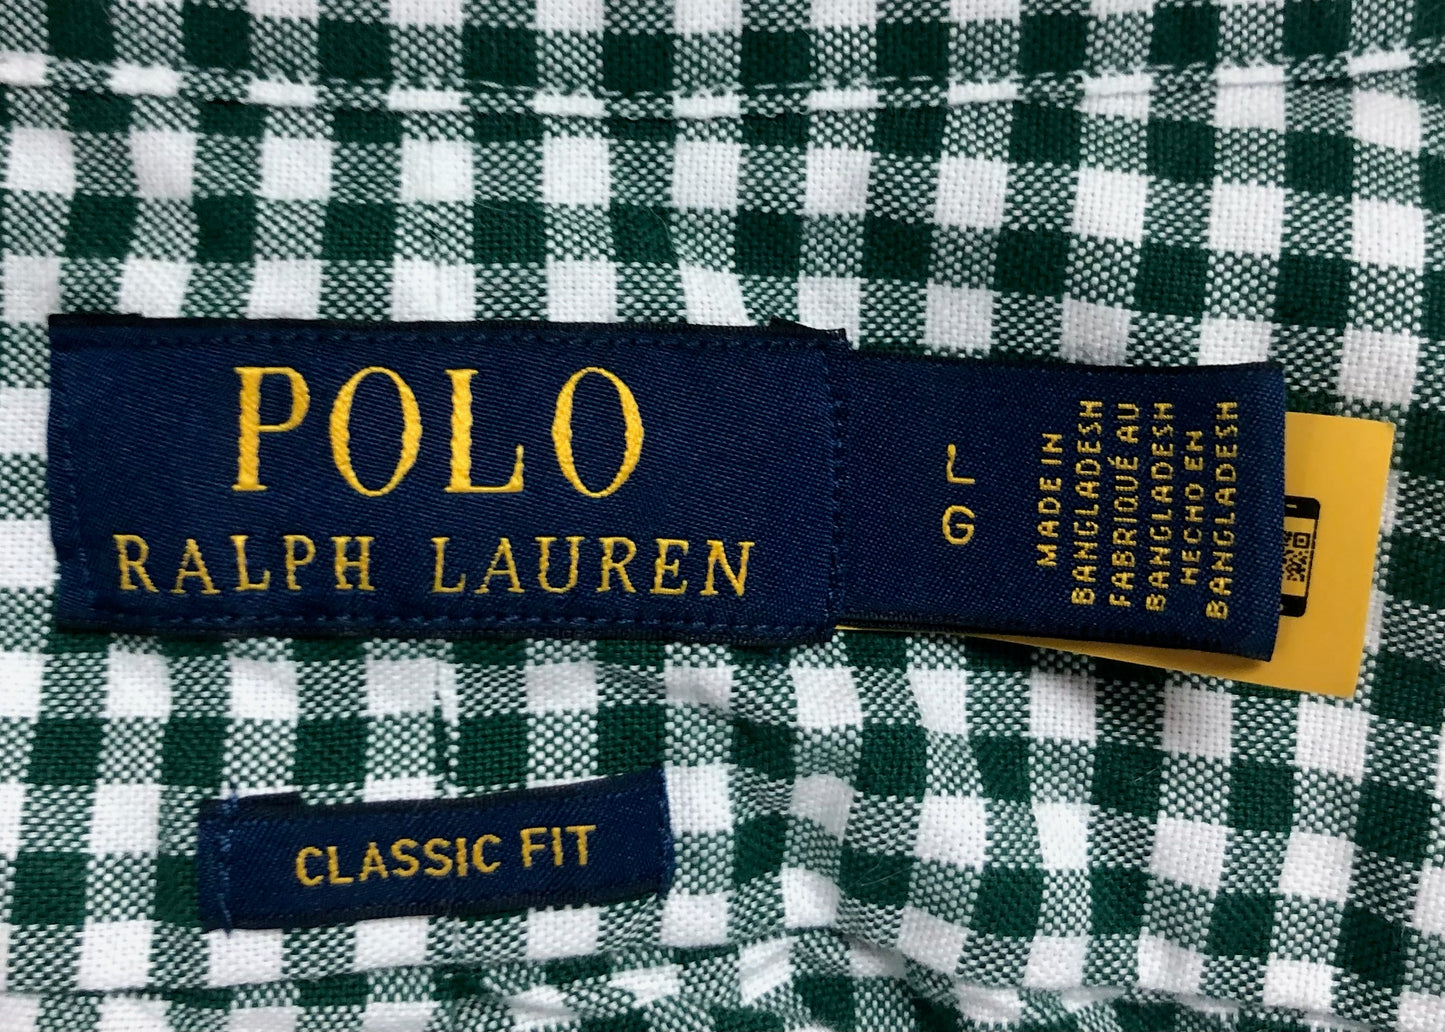 POLO
RALPH LAUREN
L
G
MADE IN
BANGLADESH
FABRIQUÉ AU
BANGLADESH
HECHO EN
BANGLADESH
CLASSIC FIT